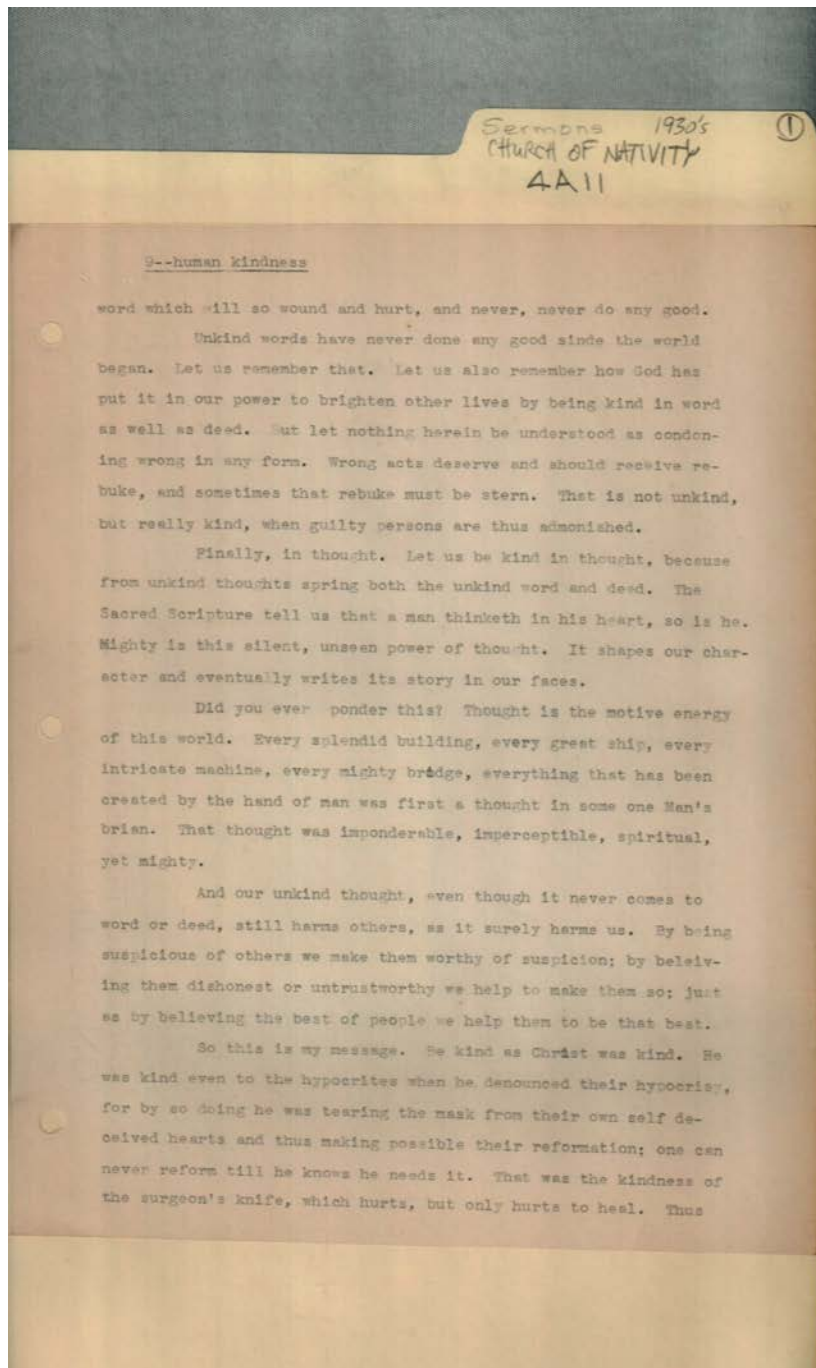 Sermons 1930's
①
CHURCH OF NATIVITY
4A11
9--human kindness
word which will so wound and hurt, and never, never do any good.
Unkind words have never done any good sinde the world
began. Let us remember that. Let us also remember how God has
put it in our power to brighten other lives by being kind in word
as well as deed. But let nothing herein be understood as condon-
ing wrong in any form. Wrong acts deserve and should receive re-
buke, and sometimes that rebuke must be stern. That is not unkind,
but really kind, when guilty persons are thus admonished.
Finally, in thought. Let us be kind in thought, because
from unkind thoughts spring both the unkind word and deed. The
Sacred Scripture tell us that a man thinketh in his heart, so is he.
Mighty is this silent, unseen power of thought. It shapes our char-
acter and eventually writes its story in our faces.
Did you ever ponder this? Thought is the motive energy
of this world. Every splendid building, every great ship, every
intricate machine, every mighty bridge, everything that has been
created by the hand of man was first a thought in some one Man's
brian. That thought was imponderable, imperceptible, spiritual,
yet mighty.
And our unkind thought, even though it never comes to
word or deed, still harms others, as it surely harms us. By being
suspicious of others we make them worthy of suspicion; by beleiv-
ing them dishonest or untrustworthy we help to make them so; just
as by believing the best of people we help them to be that best.
So this is my message. Be kind as Christ was kind. He
was kind even to the hypocrites when he denounced their hypocrisy,
for by so doing he was tearing the mask from their own self de-
ceived hearts and thus making possible their reformation; one can
never reform till he knows he needs it. That was the kindness of
the surgeon's knife, which hurts, but only hurts to heal. Thus